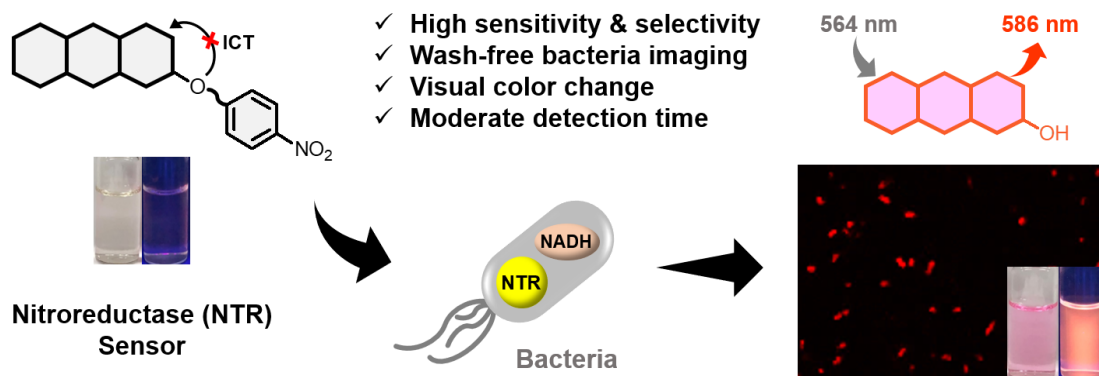 ICT
O
NO₂
Nitroreductase (NTR)
Sensor
✓ High sensitivity & selectivity
✓ Wash-free bacteria imaging
✓ Visual color change
✓ Moderate detection time
NADH
NTR
Bacteria
564 nm
586 nm
OH